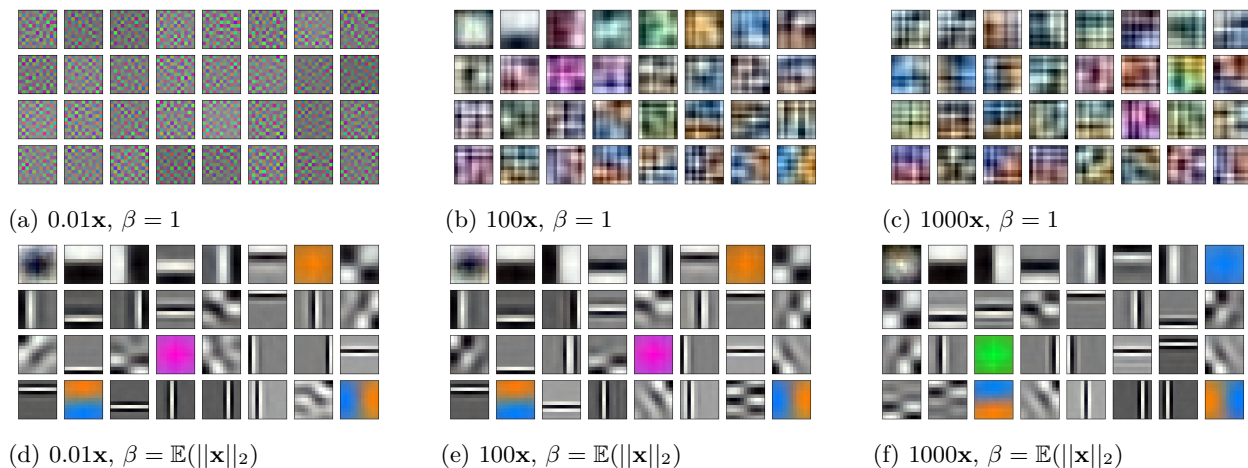 (a) 0.01x, β = 1
(b) 100x, β = 1
(c) 1000x, β = 1
(d) 0.01x, β = 𝔼(||x||₂)
(e) 100x, β = 𝔼(||x||₂)
(f) 1000x, β = 𝔼(||x||₂)